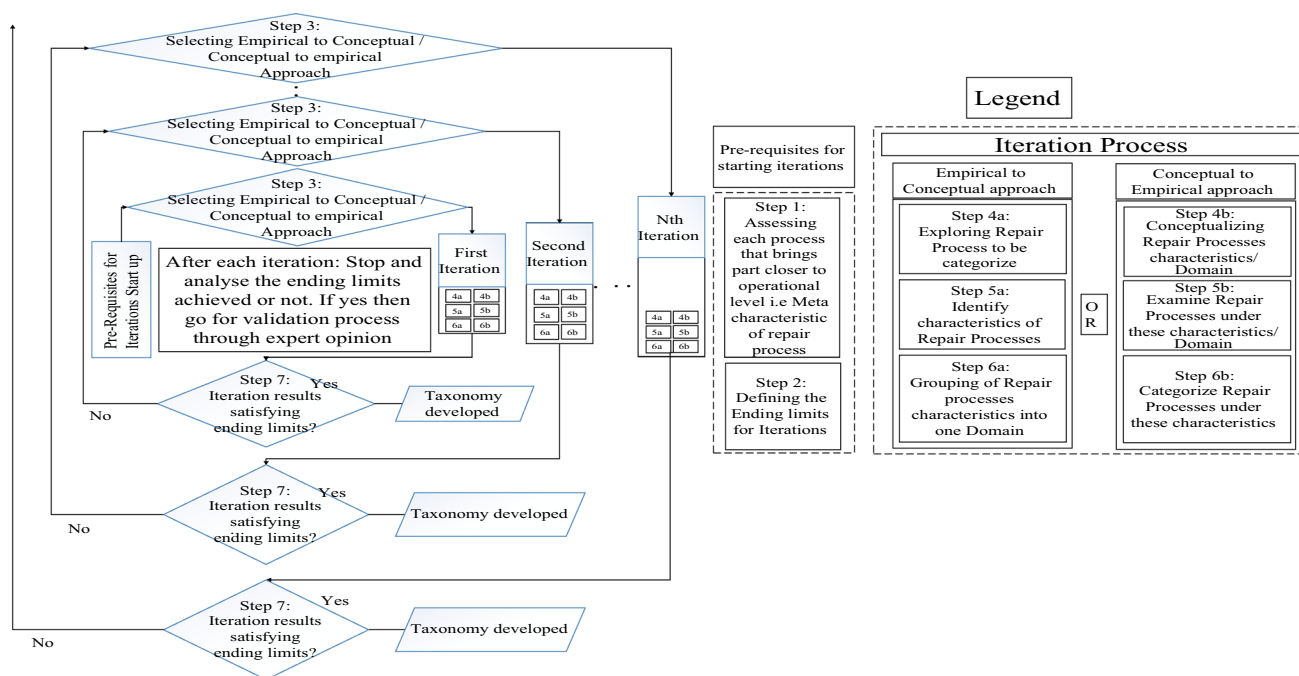 Step 3:
Selecting Empirical to Conceptual /
Conceptual to empirical
Approach
Step 3:
Selecting Empirical to Conceptual /
Conceptual to empirical
Approach
Step 3:
Selecting Empirical to Conceptual /
Conceptual to empirical
Approach
Pre-Requisites for
Iterations Start up
After each iteration: Stop and
analyse the ending limits
achieved or not. If yes then
go for validation process
through expert opinion
First
Iteration
4a 4b
5a 5b
6a 6b
Second
Iteration
4a 4b
5a 5b
6a 6b
. . .
Nth
Iteration
4a 4b
5a 5b
6a 6b
Step 7:
Iteration results
satisfying
ending limits?
Yes
No
Taxonomy
developed
Step 7:
Iteration results
satisfying
ending limits?
Yes
No
Taxonomy developed
Step 7:
Iteration results
satisfying
ending limits?
Yes
No
Taxonomy developed
Pre-requisites for
starting iterations
Step 1:
Assessing
each process
that brings
part closer to
operational
level i.e Meta
characteristic
of repair
process
Step 2:
Defining the
Ending limits
for Iterations
Legend
Iteration Process
Empirical to
Conceptual approach
Step 4a:
Exploring Repair
Process to be
categorize
Step 5a:
Identify
characteristics of
Repair Processes
Step 6a:
Grouping of Repair
processes
characteristics into
one Domain
O
R
Conceptual to
Empirical approach
Step 4b:
Conceptualizing
Repair Processes
characteristics/
Domain
Step 5b:
Examine Repair
Processes under
these characteristics/
Domain
Step 6b:
Categorize Repair
Processes under
these characteristics